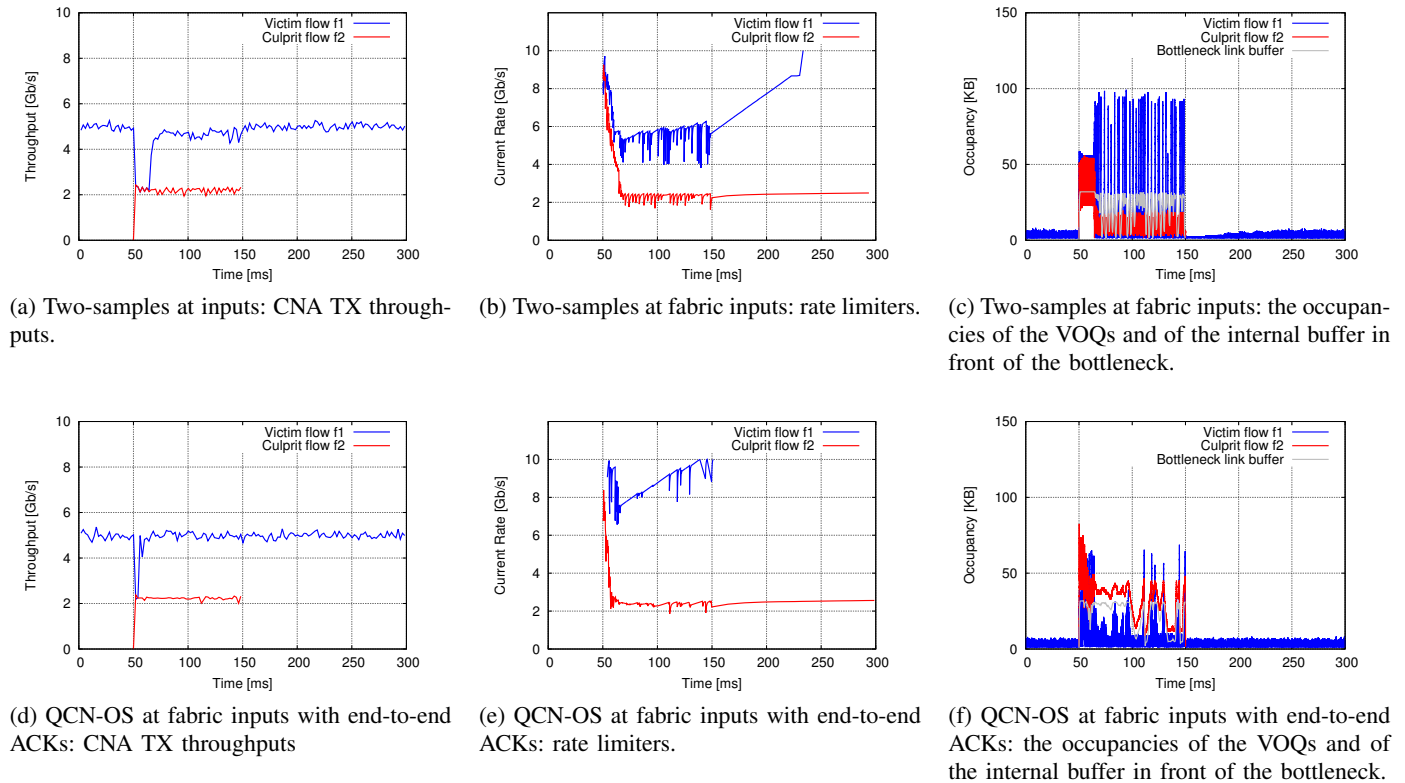 10
8
6
4
2
0
0
50
100
150
200
250
300
Throughput [Gb/s]
Time [ms]
Victim flow f1
Culprit flow f2
(a) Two-samples at inputs: CNA TX through-
puts.
10
8
6
4
2
0
0
50
100
150
200
250
300
Current Rate [Gb/s]
Time [ms]
Victim flow f1
Culprit flow f2
(b) Two-samples at fabric inputs: rate limiters.
150
100
50
0
0
50
100
150
200
250
300
Occupancy [KB]
Time [ms]
Victim flow f1
Culprit flow f2
Bottleneck link buffer
(c) Two-samples at fabric inputs: the occupan-
cies of the VOQs and of the internal buffer in
front of the bottleneck.
10
8
6
4
2
0
0
50
100
150
200
250
300
Throughput [Gb/s]
Time [ms]
Victim flow f1
Culprit flow f2
(d) QCN-OS at fabric inputs with end-to-end
ACKs: CNA TX throughputs
12
10
8
6
4
2
0
0
50
100
150
200
250
300
Current Rate [Gb/s]
Time [ms]
Victim flow f1
Culprit flow f2
(e) QCN-OS at fabric inputs with end-to-end
ACKs: rate limiters.
150
100
50
0
0
50
100
150
200
250
300
Occupancy [KB]
Time [ms]
Victim flow f1
Culprit flow f2
Bottleneck link buffer
(f) QCN-OS at fabric inputs with end-to-end
ACKs: the occupancies of the VOQs and of
the internal buffer in front of the bottleneck.